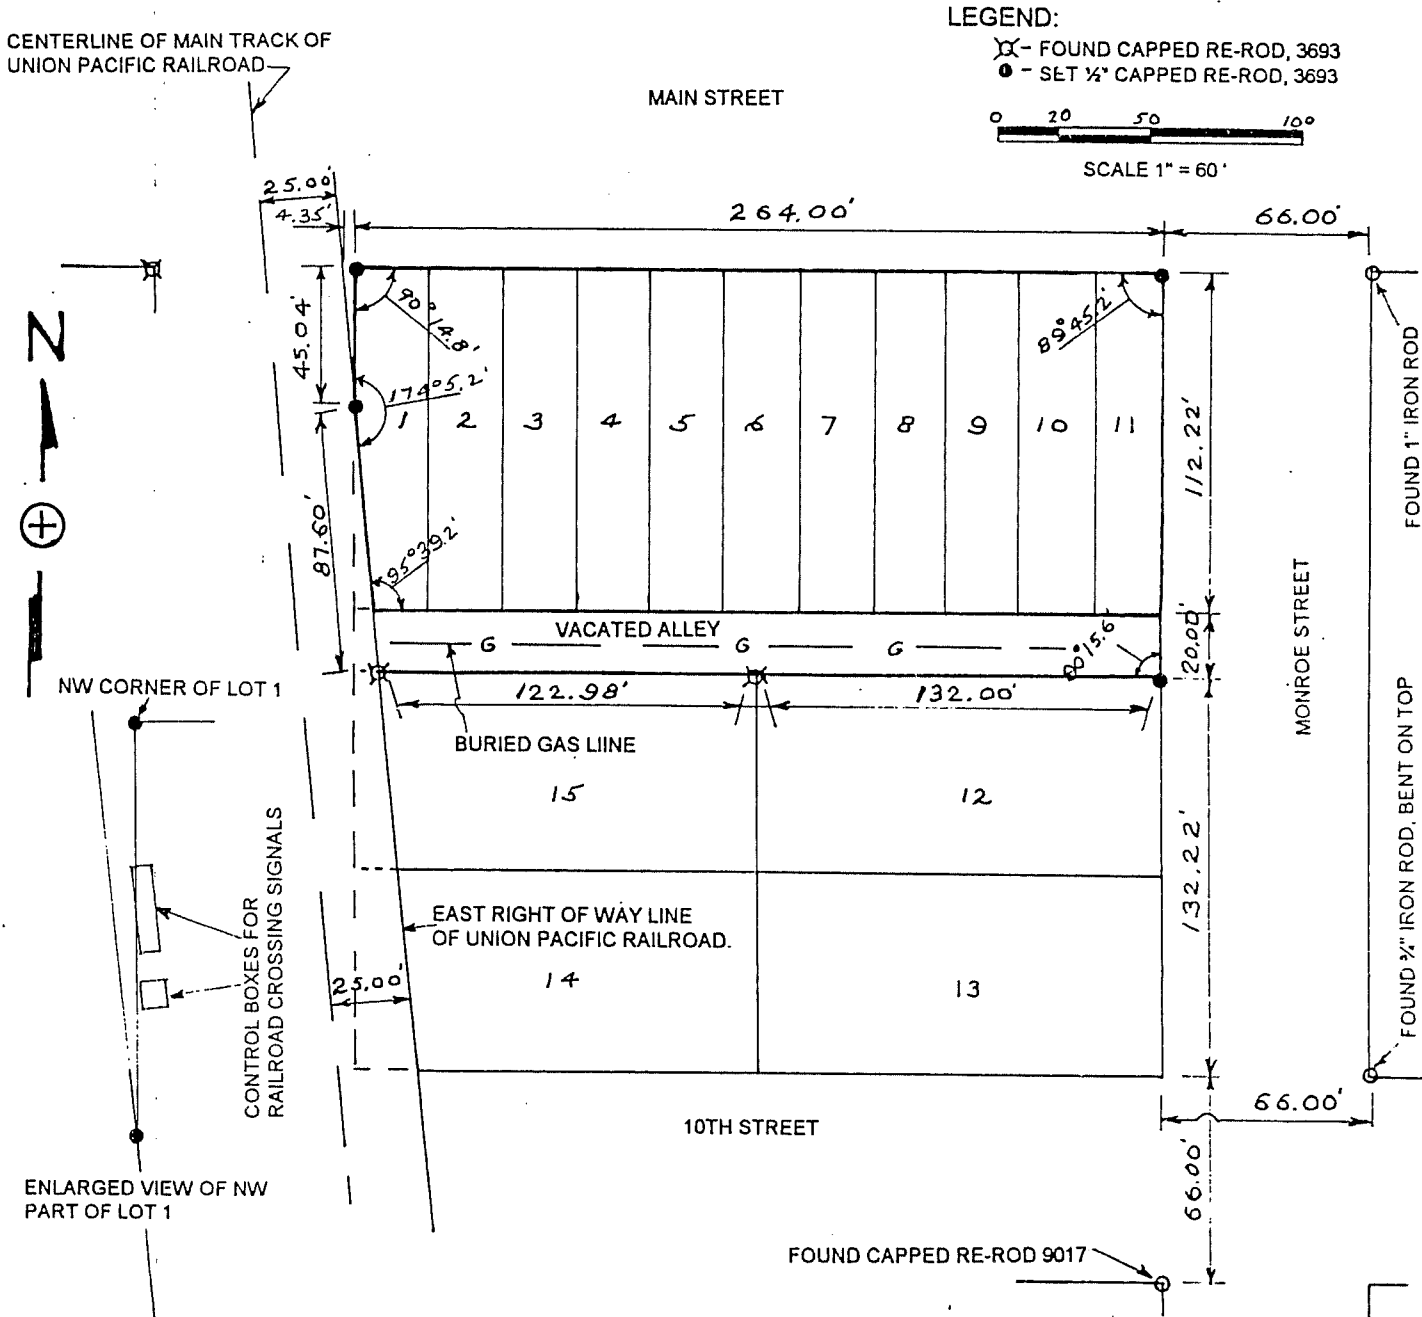 LEGEND:
- FOUND CAPPED RE-ROD, 3693
- SET ½" CAPPED RE-ROD, 3693
0 20 50 100
SCALE 1" = 60'
CENTERLINE OF MAIN TRACK OF
UNION PACIFIC RAILROAD
MAIN STREET
25.00'
4.35'
264.00'
66.00'
N
45.04'
90°14.8'
89°45.2'
174°5.2'
1 2 3 4 5 6 7 8 9 10 11
112.22'
FOUND 1" IRON ROD
87.60'
95°39.2'
VACATED ALLEY
G G G
20.00'
MONROE STREET
NW CORNER OF LOT 1
122.98'
132.00'
BURIED GAS LIINE
15
12
132.22'
FOUND ¾" IRON ROD, BENT ON TOP
CONTROL BOXES FOR
RAILROAD CROSSING SIGNALS
EAST RIGHT OF WAY LINE
OF UNION PACIFIC RAILROAD.
25.00'
14
13
10TH STREET
66.00'
66.00'
ENLARGED VIEW OF NW
PART OF LOT 1
FOUND CAPPED RE-ROD 9017